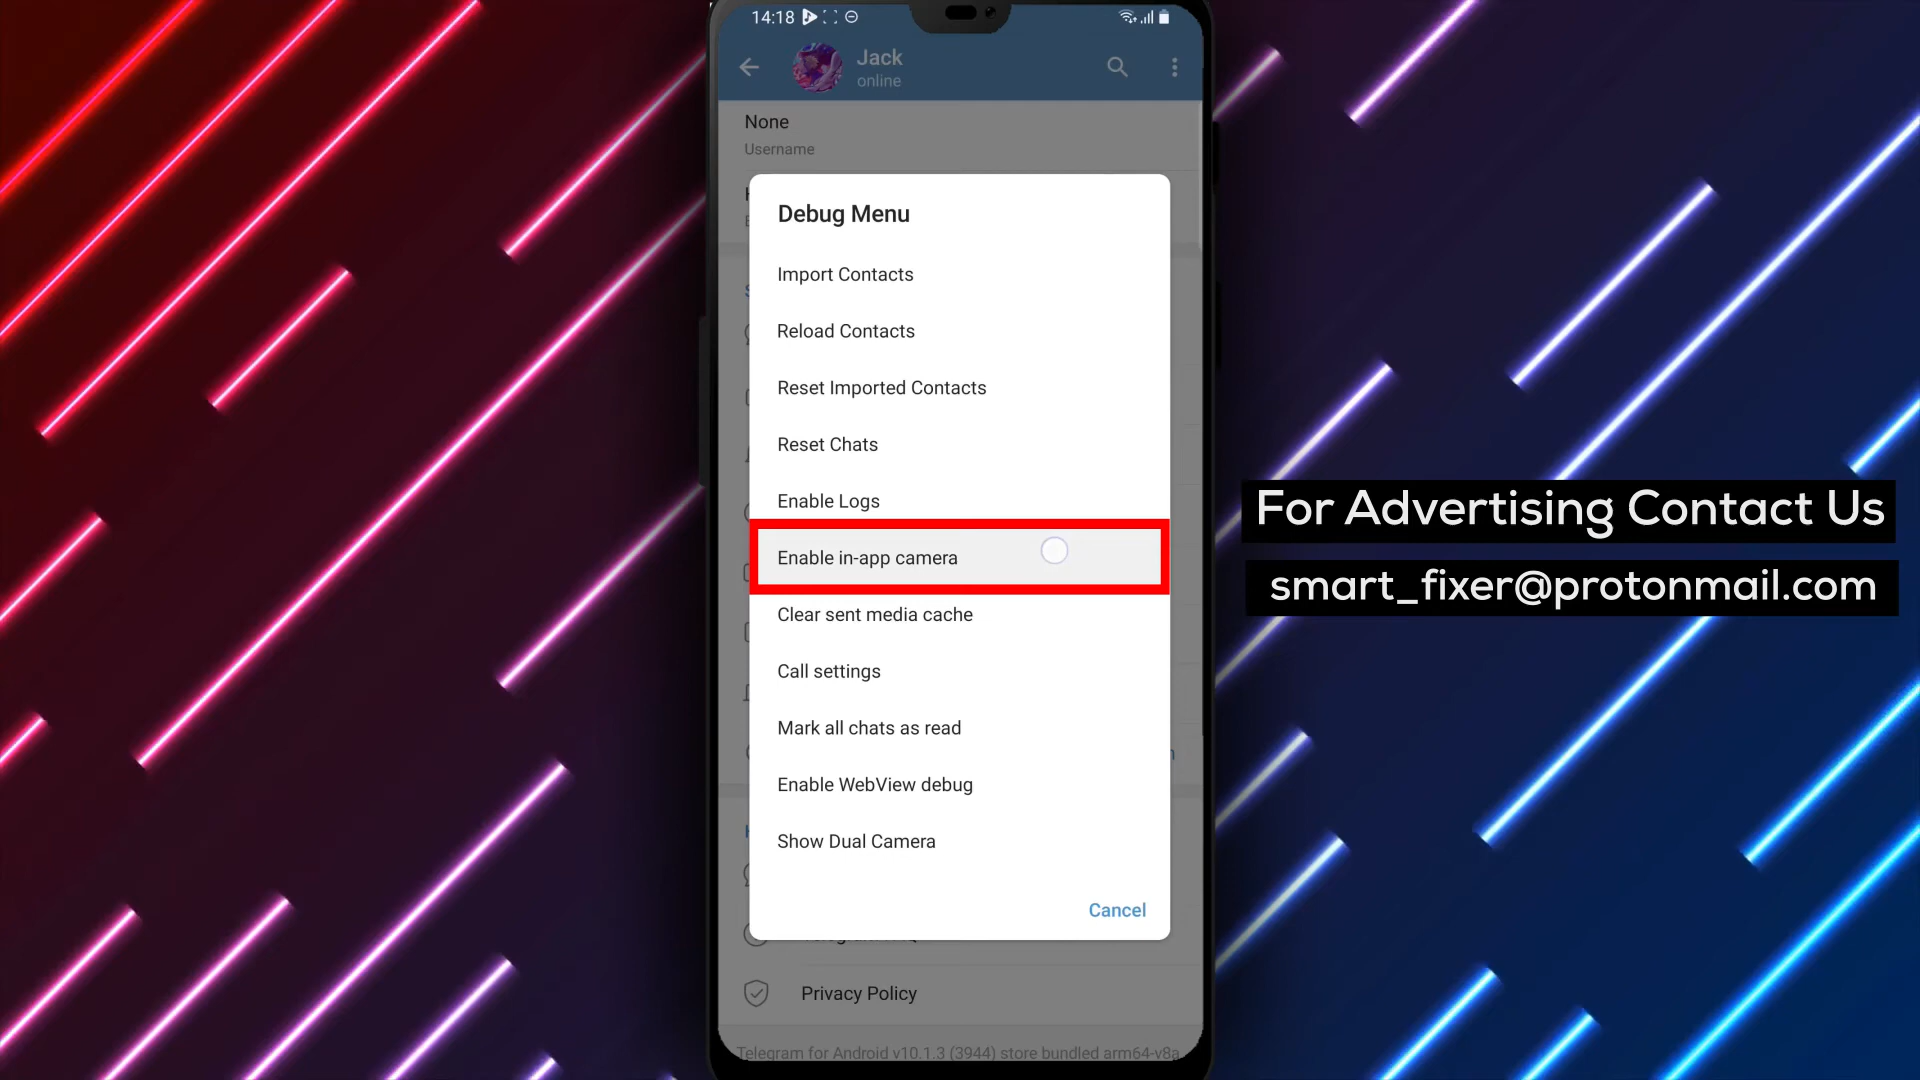 14:18
Jack
online
None
Username
Debug Menu
Import Contacts
Reload Contacts
Reset Imported Contacts
Reset Chats
Enable Logs
Enable in-app camera
Clear sent media cache
Call settings
Mark all chats as read
Enable WebView debug
Show Dual Camera
Cancel
Privacy Policy
Telegram for Android v10.1.3 (3944) store bundled arm64-v8a
For Advertising Contact Us
smart_fixer@protonmail.com